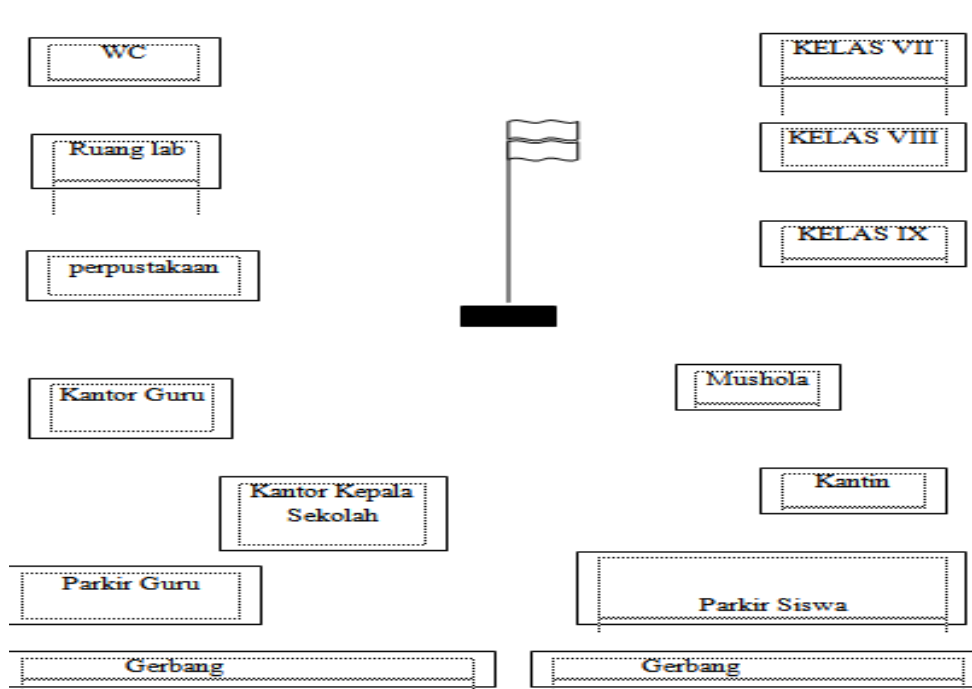 WC
KELAS VII
Ruang lab
KELAS VIII
KELAS IX
perpustakaan
Kantor Guru
Mushola
Kantor Kepala
Sekolah
Kantin
Parkir Guru
Parkir Siswa
Gerbang
Gerbang